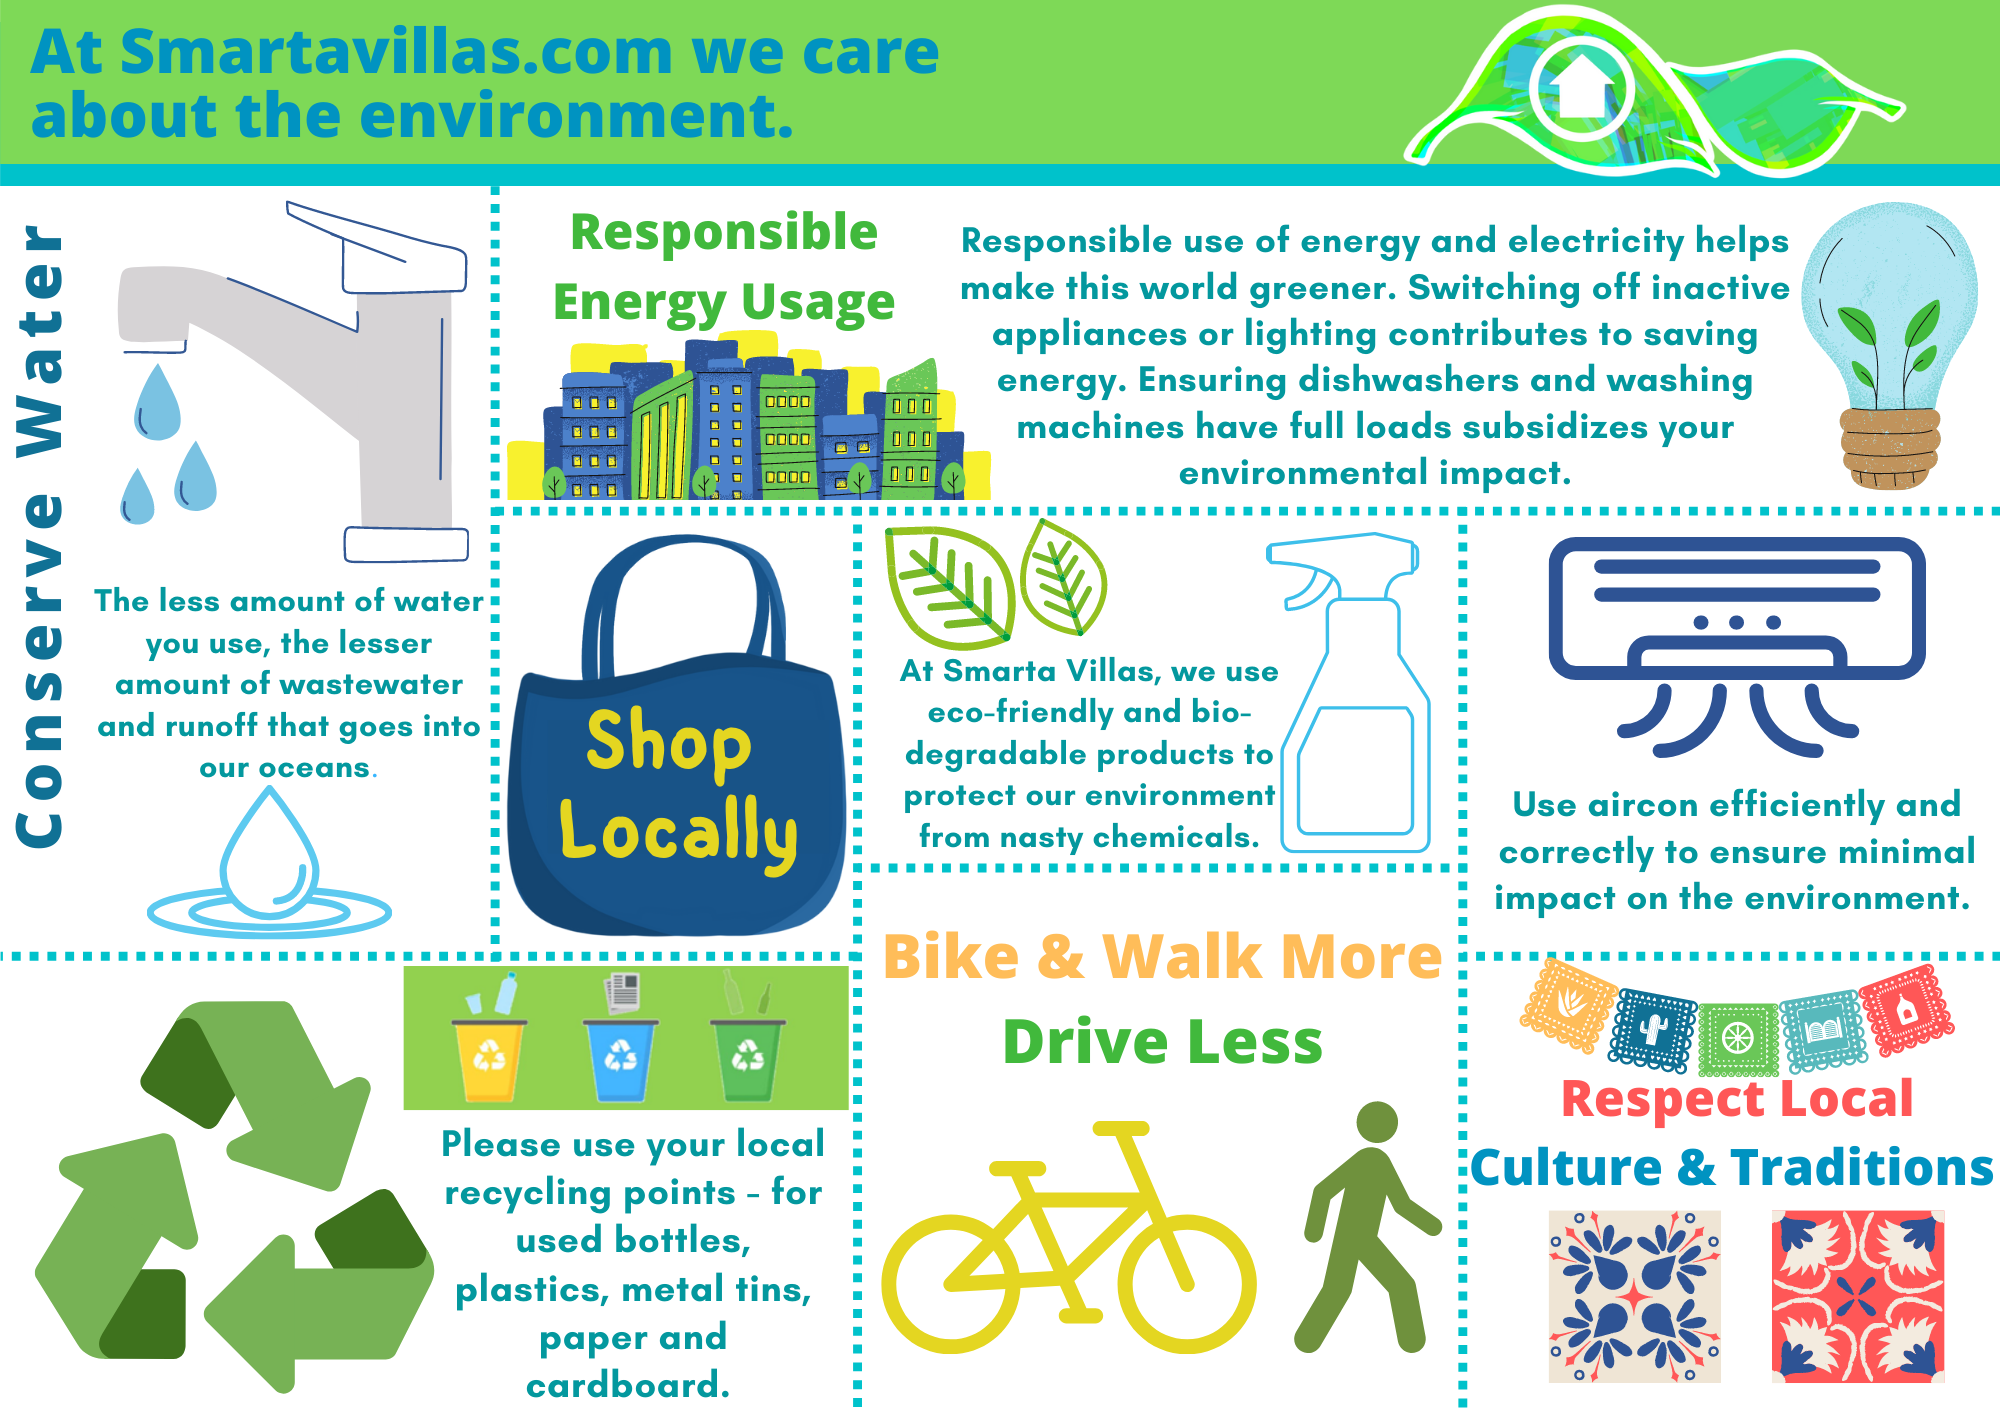 At Smartavillas.com we care
about the environment.
Conserve Water
The less amount of water
you use, the lesser
amount of wastewater
and runoff that goes into
our oceans.
Responsible
Energy Usage
Responsible use of energy and electricity helps
make this world greener. Switching off inactive
appliances or lighting contributes to saving
energy. Ensuring dishwashers and washing
machines have full loads subsidizes your
environmental impact.
Shop
Locally
At Smarta Villas, we use
eco-friendly and bio-
degradable products to
protect our environment
from nasty chemicals.
Use aircon efficiently and
correctly to ensure minimal
impact on the environment.
Please use your local
recycling points - for
used bottles,
plastics, metal tins,
paper and
cardboard.
Bike & Walk More
Drive Less
Respect Local
Culture & Traditions